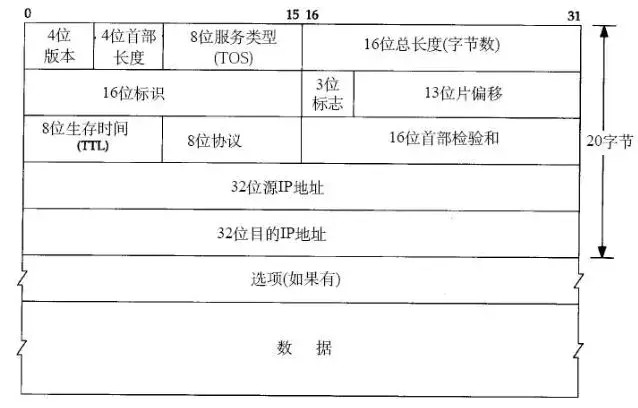 0 15 16 31
4位 4位首部 8位服务类型 16位总长度(字节数)
版本 长度 (TOS)
16位标识 3位 13位片偏移
标志
8位生存时间 8位协议 16位首部检验和
(TTL)
20字节
32位源IP地址
32位目的IP地址
选项(如果有)
数 据